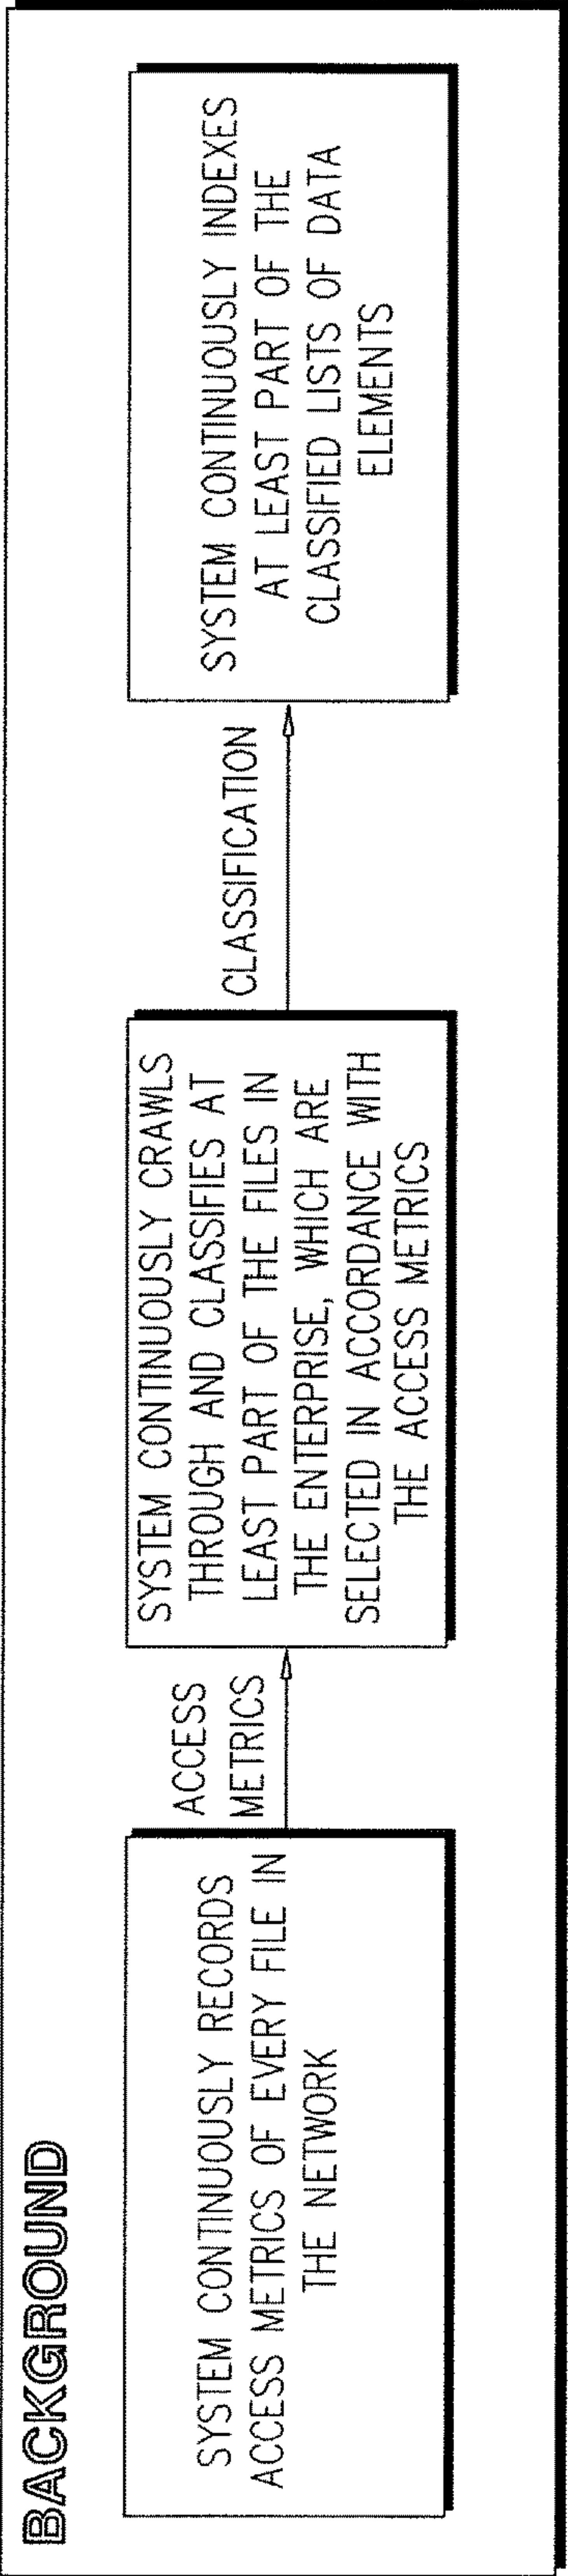 BACKGROUND
SYSTEM CONTINUOUSLY RECORDS
ACCESS METRICS OF EVERY FILE IN
THE NETWORK
ACCESS
METRICS
SYSTEM CONTINUOUSLY CRAWLS
THROUGH AND CLASSIFIES AT
LEAST PART OF THE FILES IN
THE ENTERPRISE, WHICH ARE
SELECTED IN ACCORDANCE WITH
THE ACCESS METRICS
CLASSIFICATION
SYSTEM CONTINUOUSLY INDEXES
AT LEAST PART OF THE
CLASSIFIED LISTS OF DATA
ELEMENTS